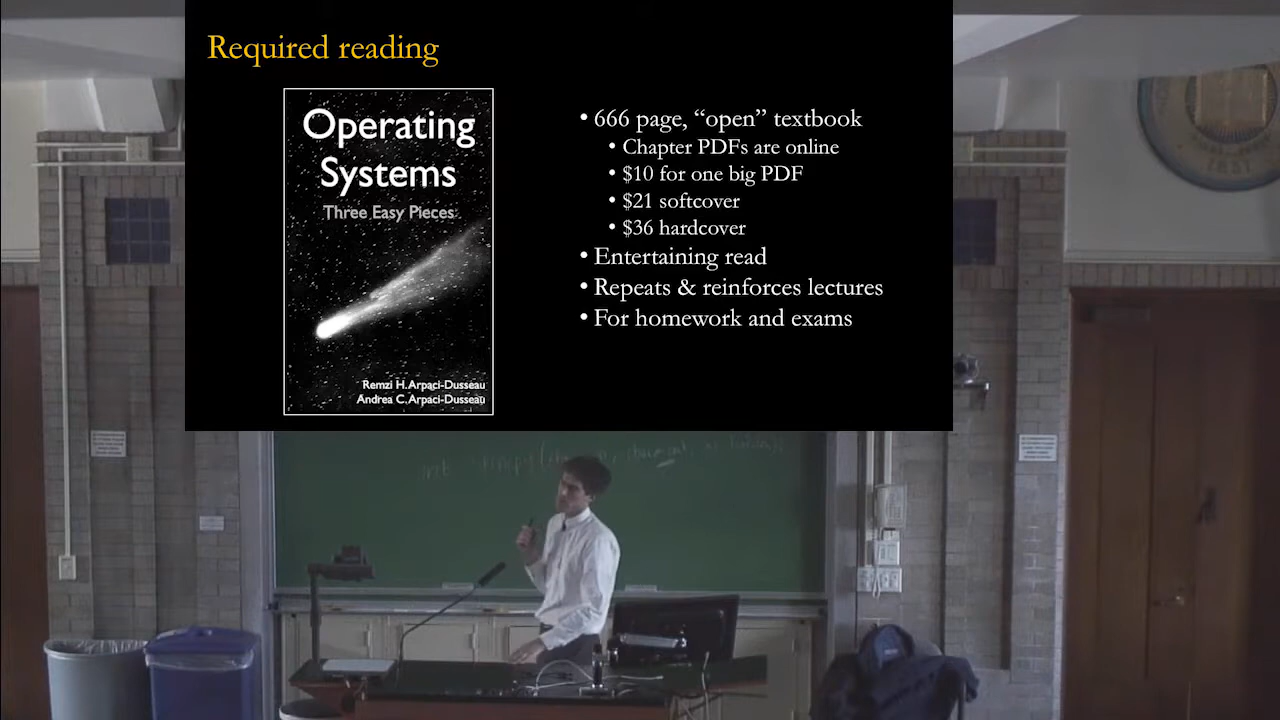 Required reading
Operating
Systems
Three Easy Pieces
Remzi H. Arpaci-Dusseau
Andrea C. Arpaci-Dusseau
• 666 page, “open” textbook
• Chapter PDFs are online
• $10 for one big PDF
• $21 softcover
• $36 hardcover
• Entertaining read
• Repeats & reinforces lectures
• For homework and exams